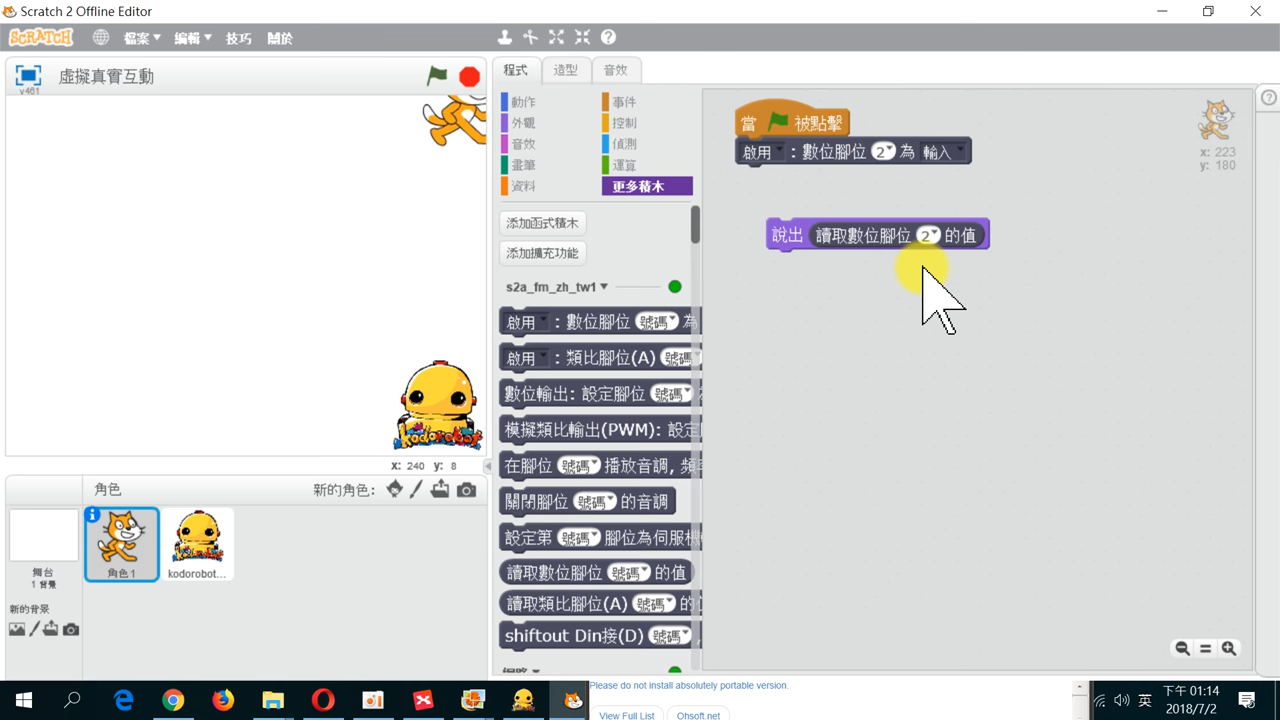 Scratch 2 Offline Editor
SCRATCH
檔案
編輯
技巧
關於
v461
虛擬真實互動
程式
造型
音效
動作
外觀
音效
畫筆
資料
事件
控制
偵測
運算
更多積木
添加函式積木
添加擴充功能
s2a_fm_zh_tw1
啟用 : 數位腳位 號碼 為
啟用 : 類比腳位(A) 號碼
數位輸出: 設定腳位 號碼
模擬類比輸出(PWM): 設定
在腳位 號碼 播放音調, 頻率
關閉腳位 號碼 的音調
設定第 號碼 腳位為伺服機
讀取數位腳位 號碼 的值
讀取類比腳位(A) 號碼 的
shiftout Din接(D) 號碼 ,
當 被點擊
啟用 : 數位腳位 2 為 輸入
說出 讀取數位腳位 2 的值
x: 223
y: 180
kodorobot
x: 240 y: 8
角色
新的角色:
舞台
1 背景
新的背景
角色1
kodorobot...
Please do not install absolutely portable version.
View Full List
Ohsoft.net
英
下午 01:14
2018/7/2